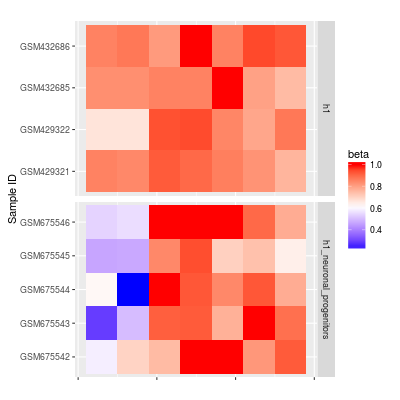 GSM432686
GSM432685
GSM429322
GSM429321
h1
GSM675546
GSM675545
GSM675544
GSM675543
GSM675542
h1_neuronal_progenitors
Sample ID
beta
1.0
0.8
0.6
0.4